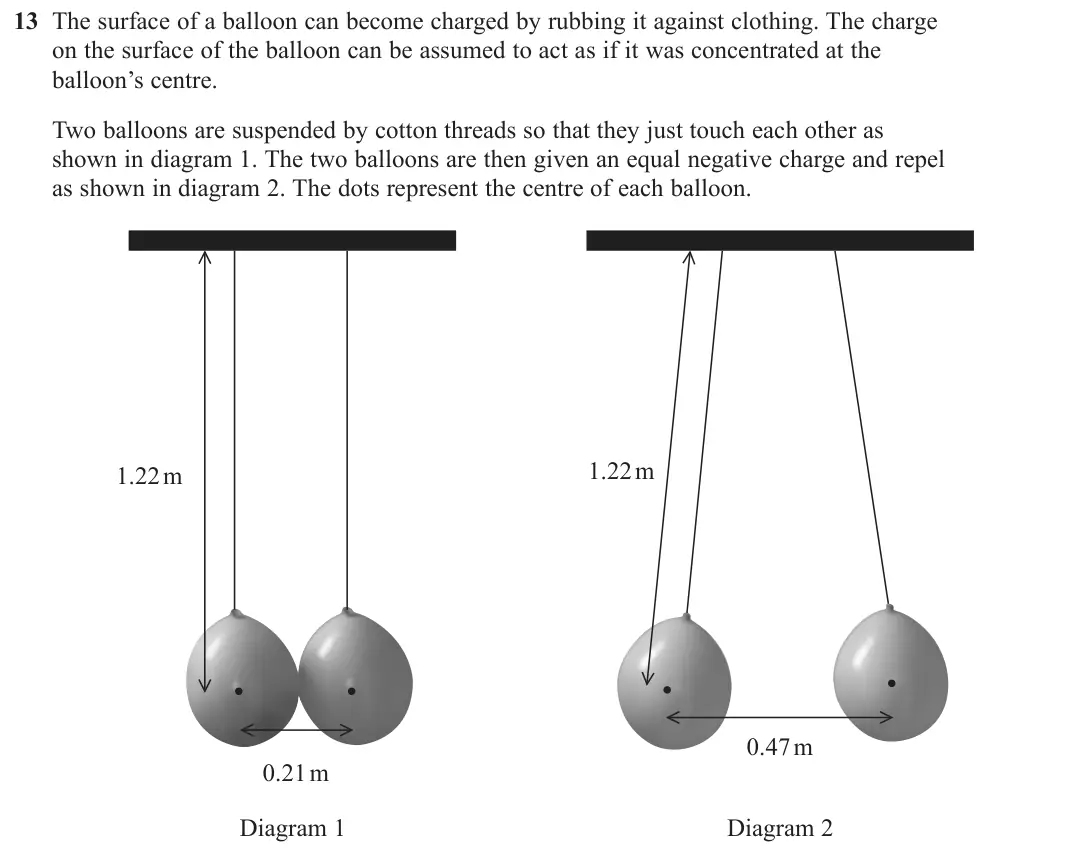 13 The surface of a balloon can become charged by rubbing it against clothing. The charge
on the surface of the balloon can be assumed to act as if it was concentrated at the
balloon’s centre.
Two balloons are suspended by cotton threads so that they just touch each other as
shown in diagram 1. The two balloons are then given an equal negative charge and repel
as shown in diagram 2. The dots represent the centre of each balloon.
1.22 m
0.21 m
Diagram 1
1.22 m
0.47 m
Diagram 2